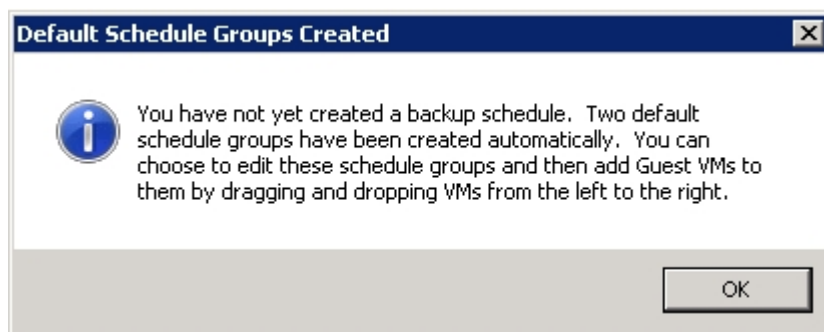 Default Schedule Groups Created
You have not yet created a backup schedule.  Two default
schedule groups have been created automatically.  You can
choose to edit these schedule groups and then add Guest VMs to
them by dragging and dropping VMs from the left to the right.
OK